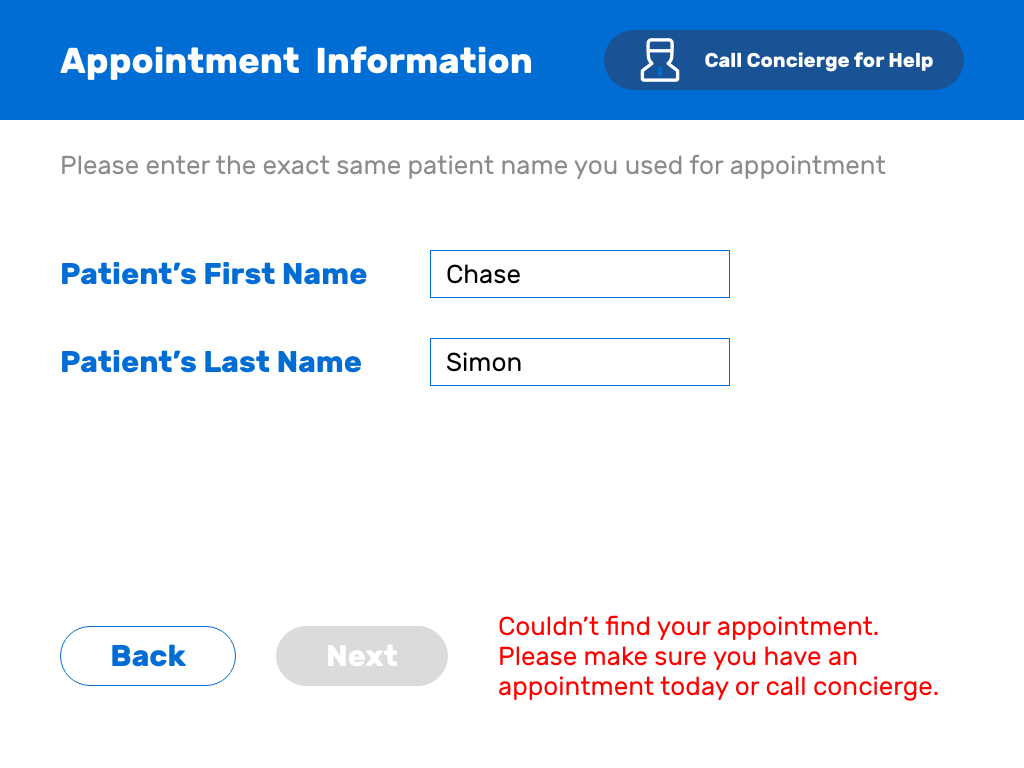 Appointment Information
Call Concierge for Help
Please enter the exact same patient name you used for appointment
Patient’s First Name
Chase
Patient’s Last Name
Simon
Back
Next
Couldn’t find your appointment.
Please make sure you have an
appointment today or call concierge.